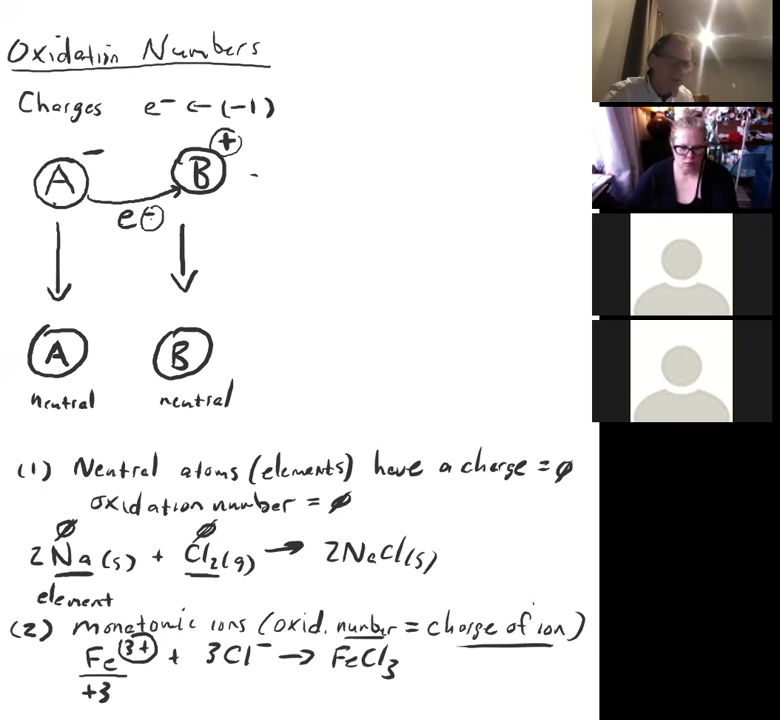 Oxidation Numbers
Charges e⁻ ← (-1)
A⁻ B⊕
e⊖
A B
neutral neutral
(1) Neutral atoms (elements) have a charge = ∅
oxidation number = ∅
∅ ∅
2Na(s) + Cl₂(g) → 2NaCl(s)
element
(2) monatomic ions (oxid. number = charge of ion)
Fe³⁺ + 3Cl⁻ → FeCl₃
+3